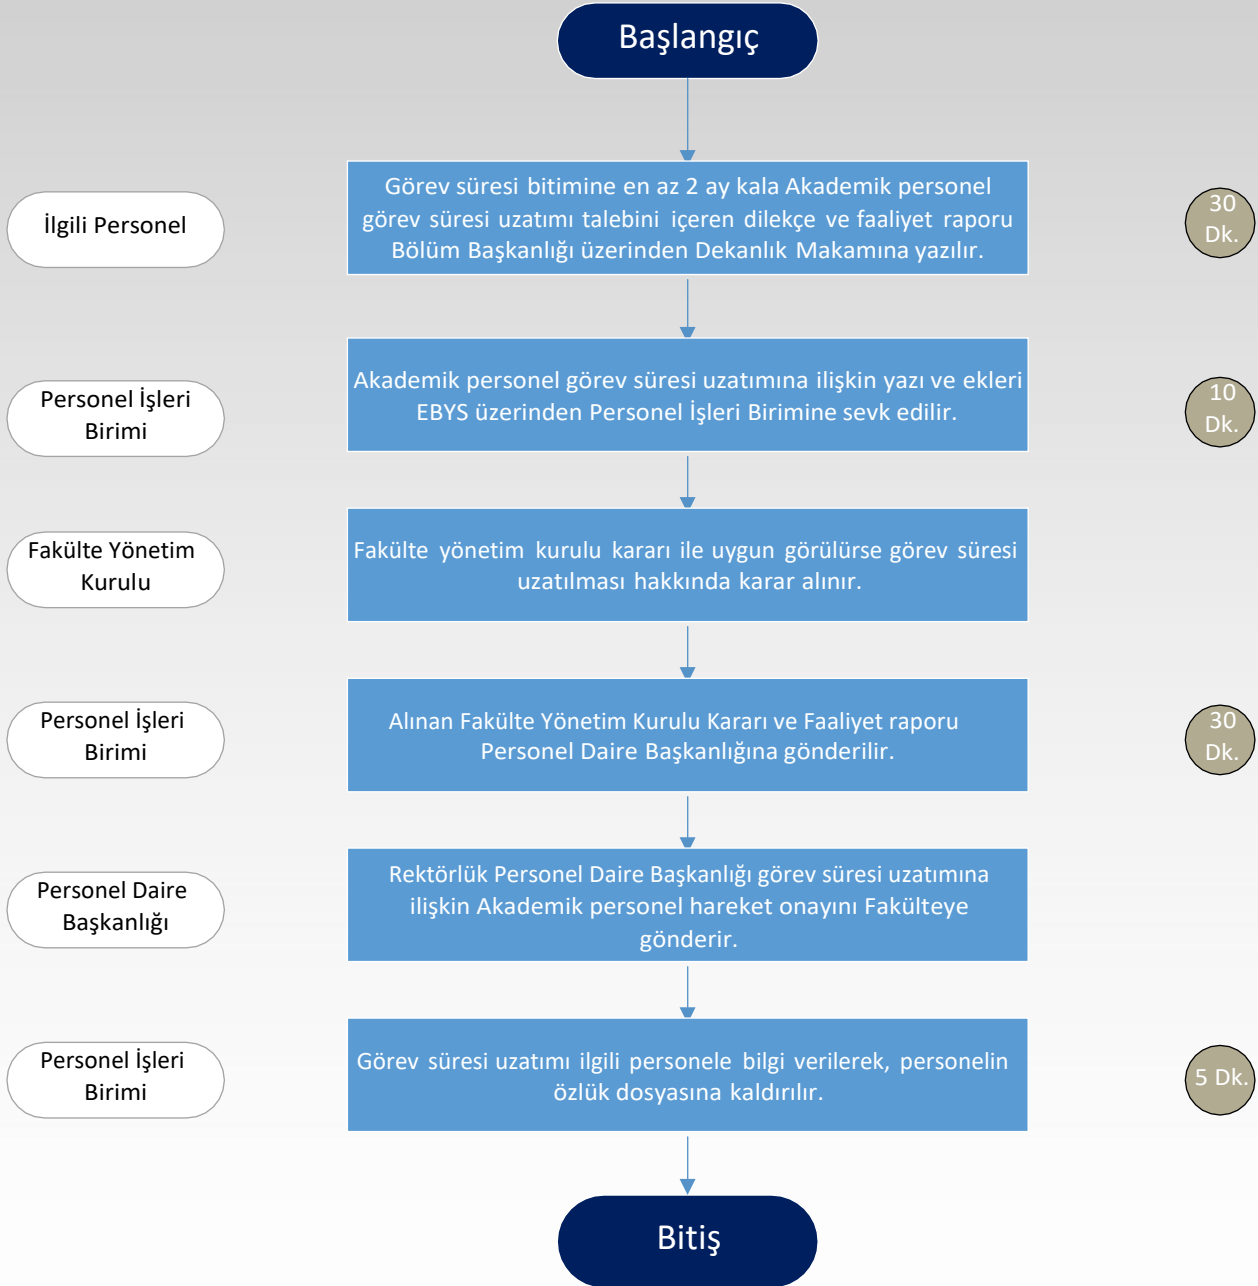 Başlangıç
İlgili Personel
Görev süresi bitimine en az 2 ay kala Akademik personel
görev süresi uzatımı talebini içeren dilekçe ve faaliyet raporu
Bölüm Başkanlığı üzerinden Dekanlık Makamına yazılır.
30
Dk.
Personel İşleri
Birimi
Akademik personel görev süresi uzatımına ilişkin yazı ve ekleri
EBYS üzerinden Personel İşleri Birimine sevk edilir.
10
Dk.
Fakülte Yönetim
Kurulu
Fakülte yönetim kurulu kararı ile uygun görülürse görev süresi
uzatılması hakkında karar alınır.
Personel İşleri
Birimi
Alınan Fakülte Yönetim Kurulu Kararı ve Faaliyet raporu
Personel Daire Başkanlığına gönderilir.
30
Dk.
Personel Daire
Başkanlığı
Rektörlük Personel Daire Başkanlığı görev süresi uzatımına
ilişkin Akademik personel hareket onayını Fakülteye
gönderir.
Personel İşleri
Birimi
Görev süresi uzatımı ilgili personele bilgi verilerek, personelin
özlük dosyasına kaldırılır.
5 Dk.
Bitiş